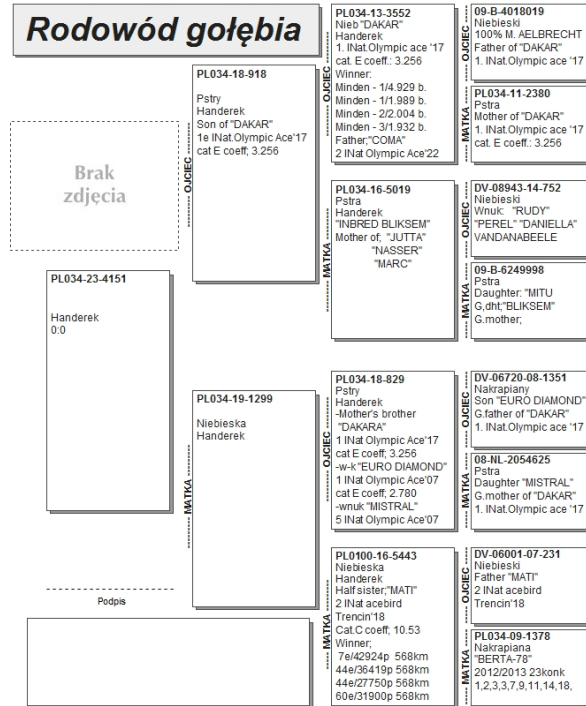 Rodowód gołębia
Brak
zdjęcia
PL034-23-4151
Handerek
0:0
Podpis
OJCIEC
PL034-18-918
Pstry
Handerek
Son of "DAKAR"
1e INat.Olympic Ace'17
cat E coeff; 3.256
MATKA
PL034-19-1299
Niebieska
Handerek
OJCIEC
PL034-13-3552
Nieb "DAKAR"
Handerek
1. INat.Olympic ace '17
cat. E coeff.: 3.256
Winner:
Minden - 1/4.929 b.
Minden - 1/1.989 b.
Minden - 2/2.004 b.
Minden - 3/1.932 b.
Father;"COMA"
2 INat Olympic Ace'22
MATKA
PL034-16-5019
Pstra
Handerek
"INBRED BLIKSEM"
Mother of; "JUTTA"
"NASSER"
"MARC"
OJCIEC
PL034-18-829
Pstry
Handerek
-Mother's brother
"DAKARA"
1 INat Olympic Ace'17
cat E coeff; 3.256
-w-k "EURO DIAMOND"
1 INat Olympic Ace'07
cat E coeff; 2.780
-wnuk "MISTRAL"
5 INat Olympic Ace'07
MATKA
PL0100-16-5443
Niebieska
Handerek
Half sister;"MATI"
2 INat acebird
Trencin'18
Cat.C coeff; 10.53
Winner;
7e/42924p 568km
44e/36419p 568km
44e/27750p 568km
60e/31900p 568km
OJCIEC
09-B-4018019
Niebieski
100% M. AELBRECHT
Father of "DAKAR"
1. INat.Olympic ace '17
MATKA
PL034-11-2380
Pstra
Mother of "DAKAR"
1. INat.Olympic ace '17
cat. E coeff.: 3.256
OJCIEC
DV-08943-14-752
Niebieski
Wnuk: "RUDY"
"PEREL" "DANIELLA"
VANDANABEELE
MATKA
09-B-6249998
Pstra
Daughter: "MITU
G,dht;"BLIKSEM"
G.mother;
OJCIEC
DV-06720-08-1351
Nakrapiany
Son "EURO DIAMOND"
G.father of "DAKAR"
1. INat.Olympic ace '17
MATKA
08-NL-2054625
Pstra
Daughter "MISTRAL"
G.mother of "DAKAR"
1. INat.Olympic ace '17
OJCIEC
DV-06001-07-231
Niebieski
Father "MATI"
2 INat acebird
Trencin'18
MATKA
PL034-09-1378
Nakrapiana
"BERTA-78"
2012/2013 23konk
1,2,3,3,7,9,11,14,18,